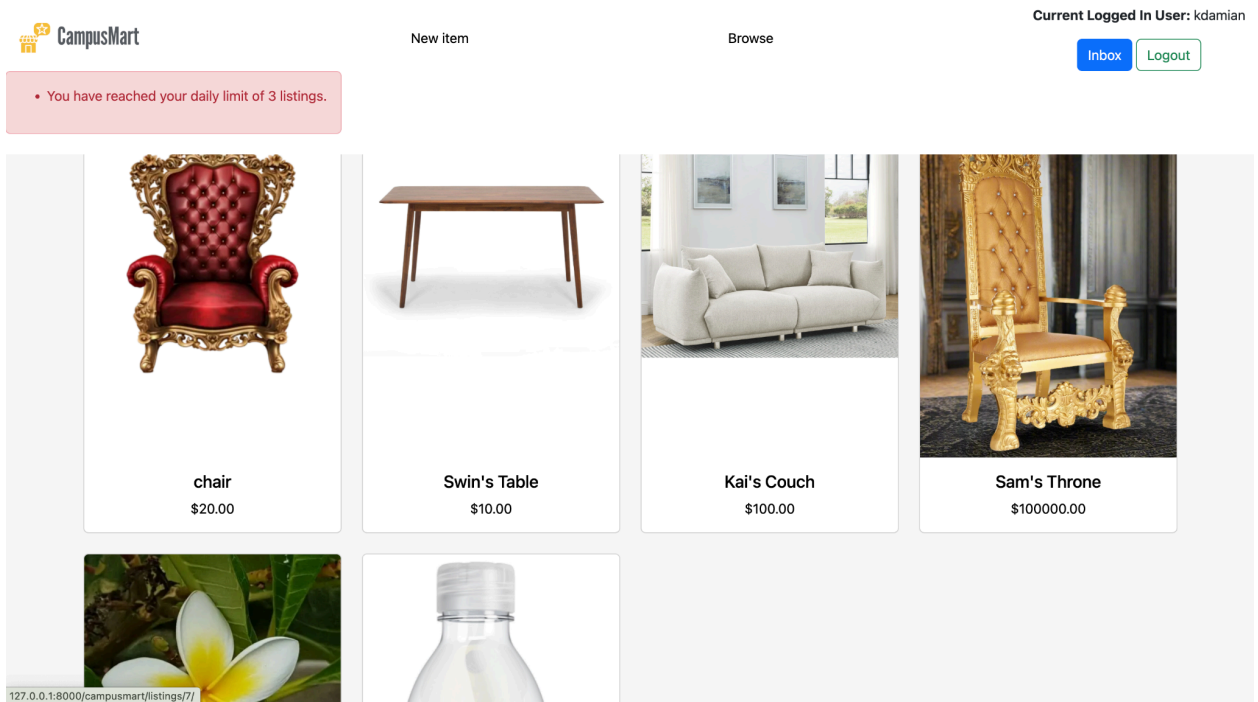 Current Logged In User: kdamian
CampusMart
New item
Browse
Inbox
Logout
• You have reached your daily limit of 3 listings.
chair
$20.00
Swin's Table
$10.00
Kai's Couch
$100.00
Sam's Throne
$100000.00
127.0.0.1:8000/campusmart/listings/7/